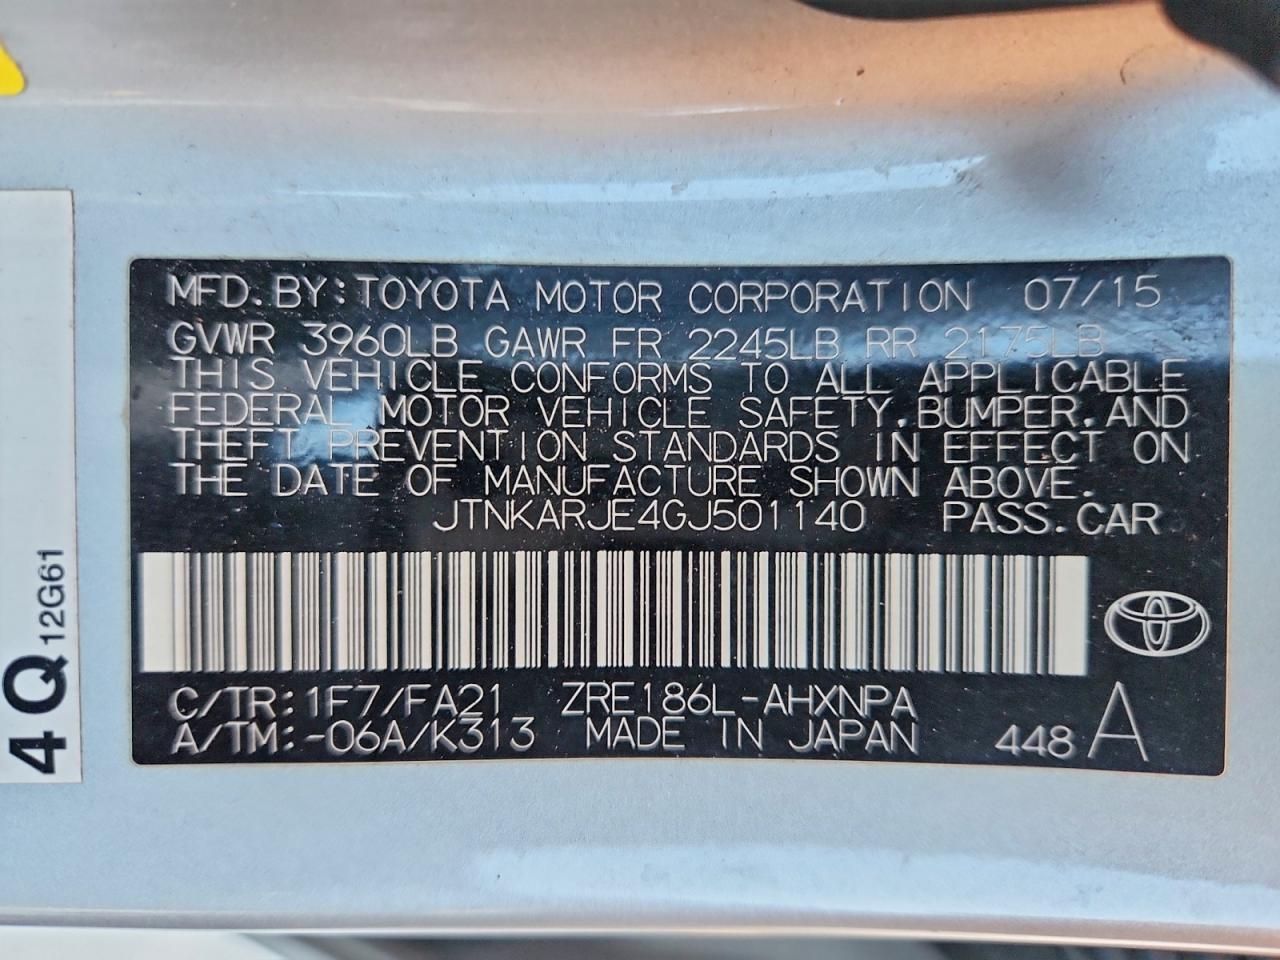 MFD. BY: TOYOTA MOTOR CORPORATION 07/15
GVWR 3960LB GAWR FR 2245LB RR 2175LB
THIS VEHICLE CONFORMS TO ALL APPLICABLE
FEDERAL MOTOR VEHICLE SAFETY, BUMPER, AND
THEFT PREVENTION STANDARDS IN EFFECT ON
THE DATE OF MANUFACTURE SHOWN ABOVE.
JTNKARJE4GJ501140 PASS. CAR
C/TR: 1F7/FA21 ZRE186L-AHXNPA
A/TM: -06A/K313 MADE IN JAPAN 448 A
4Q 12G61